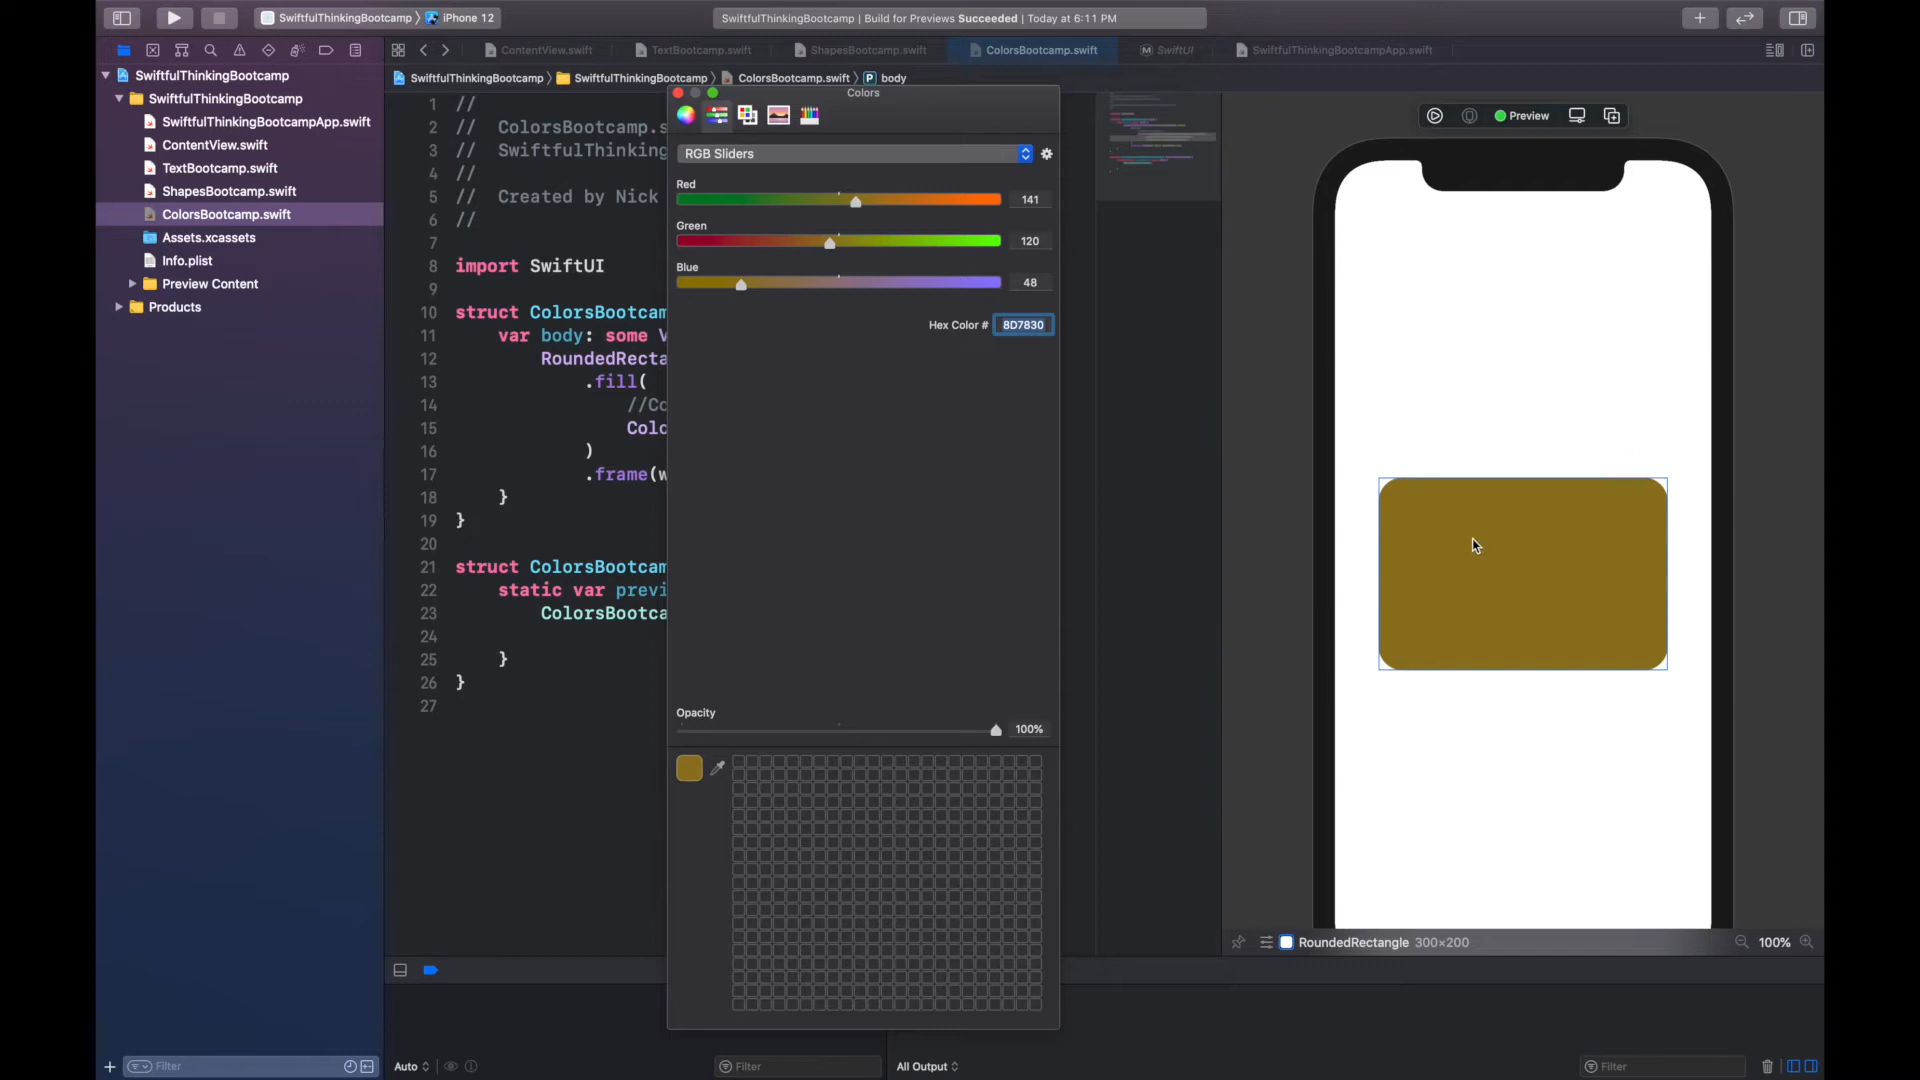 SwiftfulThinkingBootcamp
iPhone 12
SwiftfulThinkingBootcamp | Build for Previews Succeeded | Today at 6:11 PM
ContentView.swift
TextBootcamp.swift
ShapesBootcamp.swift
ColorsBootcamp.swift
M SwiftUI
SwiftfulThinkingBootcampApp.swift
SwiftfulThinkingBootcamp
SwiftfulThinkingBootcamp
SwiftfulThinkingBootcampApp.swift
ContentView.swift
TextBootcamp.swift
ShapesBootcamp.swift
ColorsBootcamp.swift
Assets.xcassets
Info.plist
Preview Content
Products
Filter
SwiftfulThinkingBootcamp
SwiftfulThinkingBootcamp
ColorsBootcamp.swift
P body
1 //
2 // ColorsBootcamp.s
3 // SwiftfulThinking
4 //
5 // Created by Nick
6 //
7
8 import SwiftUI
9
10 struct ColorsBootcam
11 var body: some V
12 RoundedRecta
13 .fill(
14 //Co
15 Colo
16 )
17 .frame(w
18 }
19 }
20
21 struct ColorsBootcam
22 static var previ
23 ColorsBootca
24
25 }
26 }
27
Colors
RGB Sliders
Red
141
Green
120
Blue
48
Hex Color # 8D7830
Opacity
100%
Preview
RoundedRectangle 300×200
100%
Auto
Filter
All Output
Filter